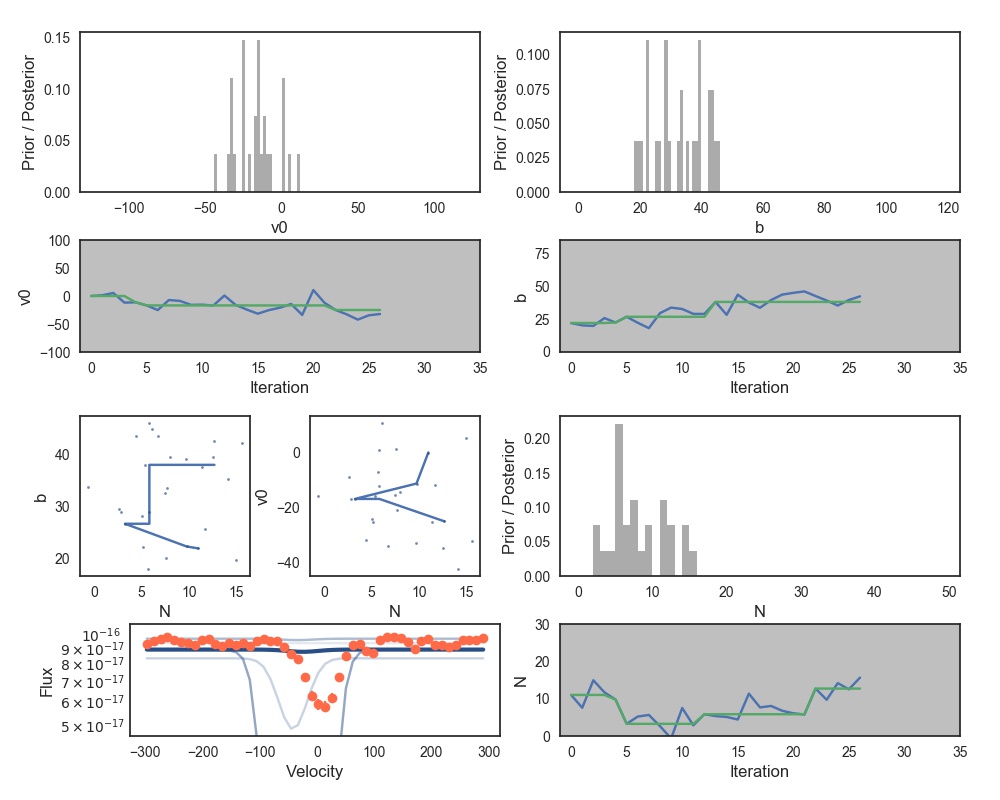 0.15
0.10
0.05
0.00
Prior / Posterior
−100 −50 0 50 100
v0
0.100
0.075
0.050
0.025
0.000
Prior / Posterior
0 20 40 60 80 100 120
b
100
50
0
−50
−100
v0
0 5 10 15 20 25 30 35
Iteration
75
50
25
0
b
0 5 10 15 20 25 30 35
Iteration
40
30
20
b
0 5 10 15
N
0
−20
−40
v0
0 5 10 15
N
0.20
0.15
0.10
0.05
0.00
Prior / Posterior
0 10 20 30 40 50
N
10⁻¹⁶
9 × 10⁻¹⁷
8 × 10⁻¹⁷
7 × 10⁻¹⁷
6 × 10⁻¹⁷
5 × 10⁻¹⁷
Flux
−300 −200 −100 0 100 200 300
Velocity
30
20
10
0
N
0 5 10 15 20 25 30 35
Iteration